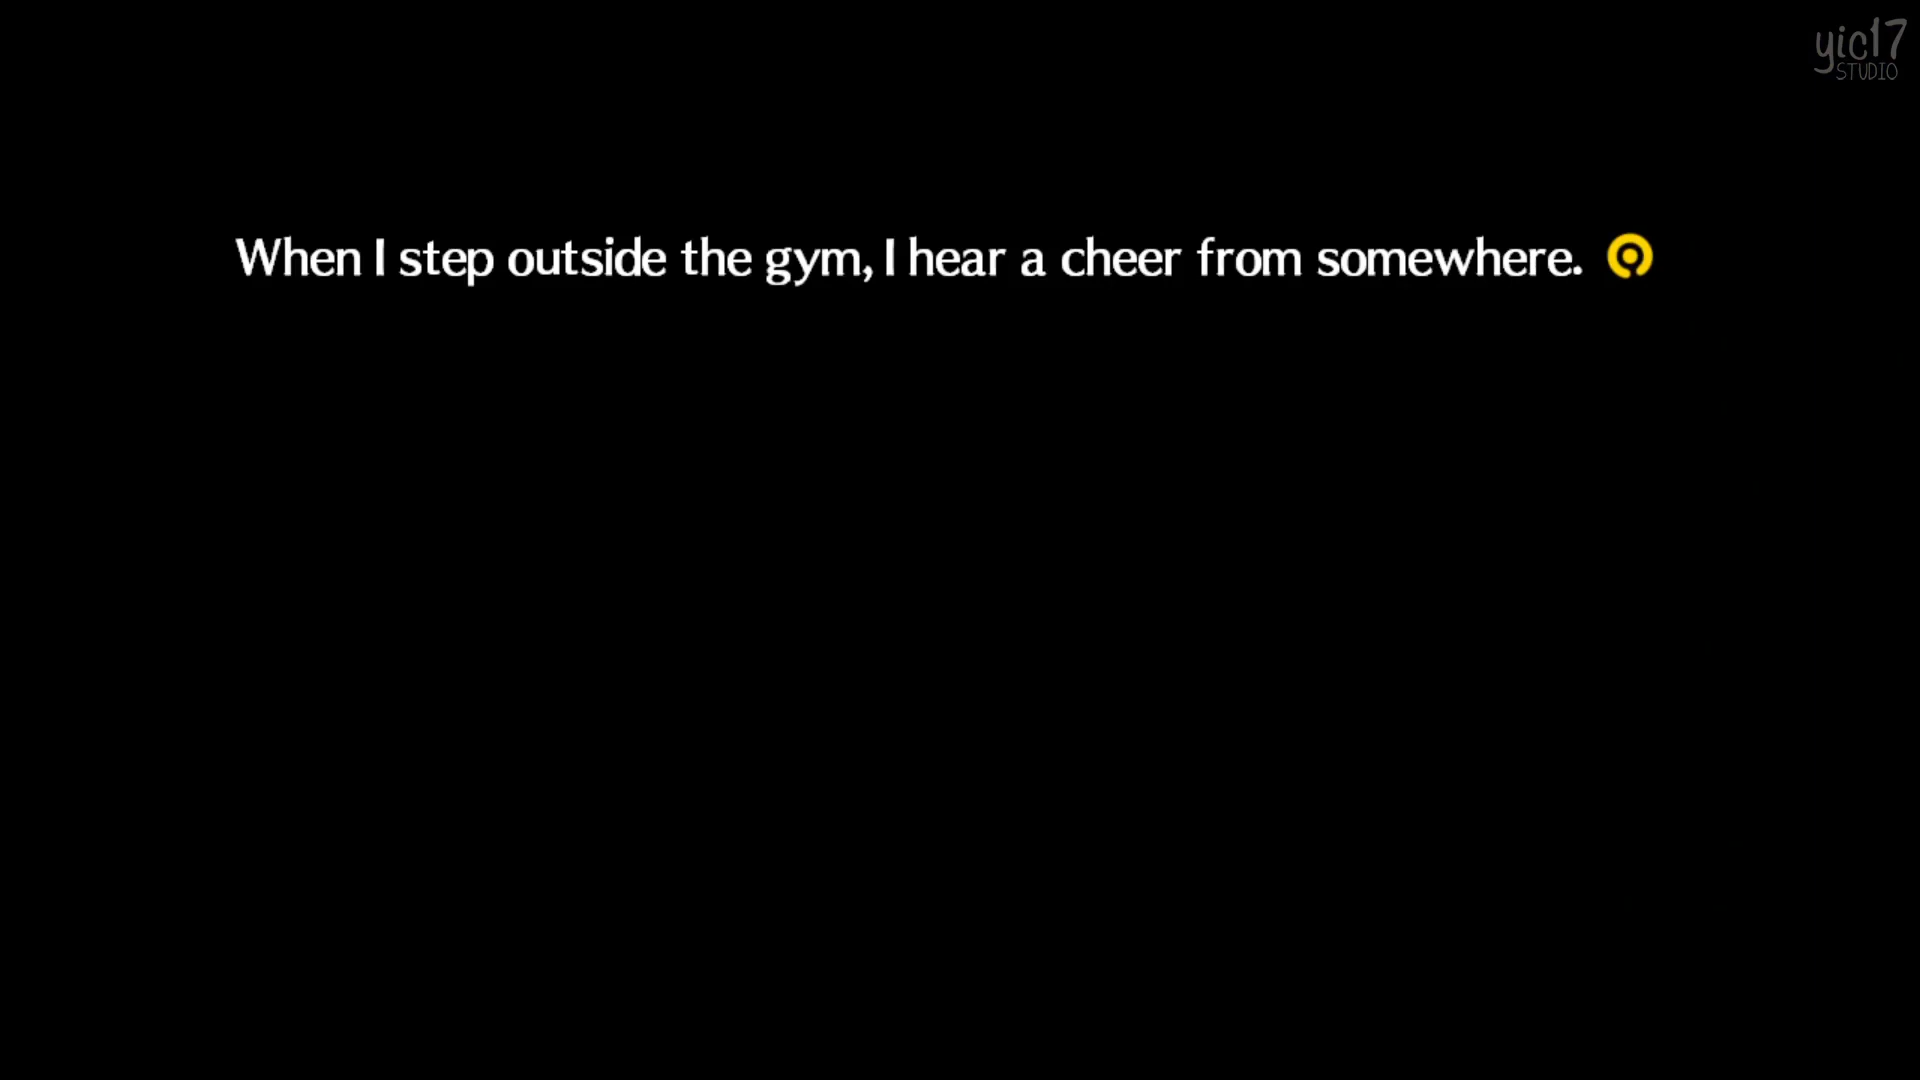 yic17
STUDIO
When I step outside the gym, I hear a cheer from somewhere.